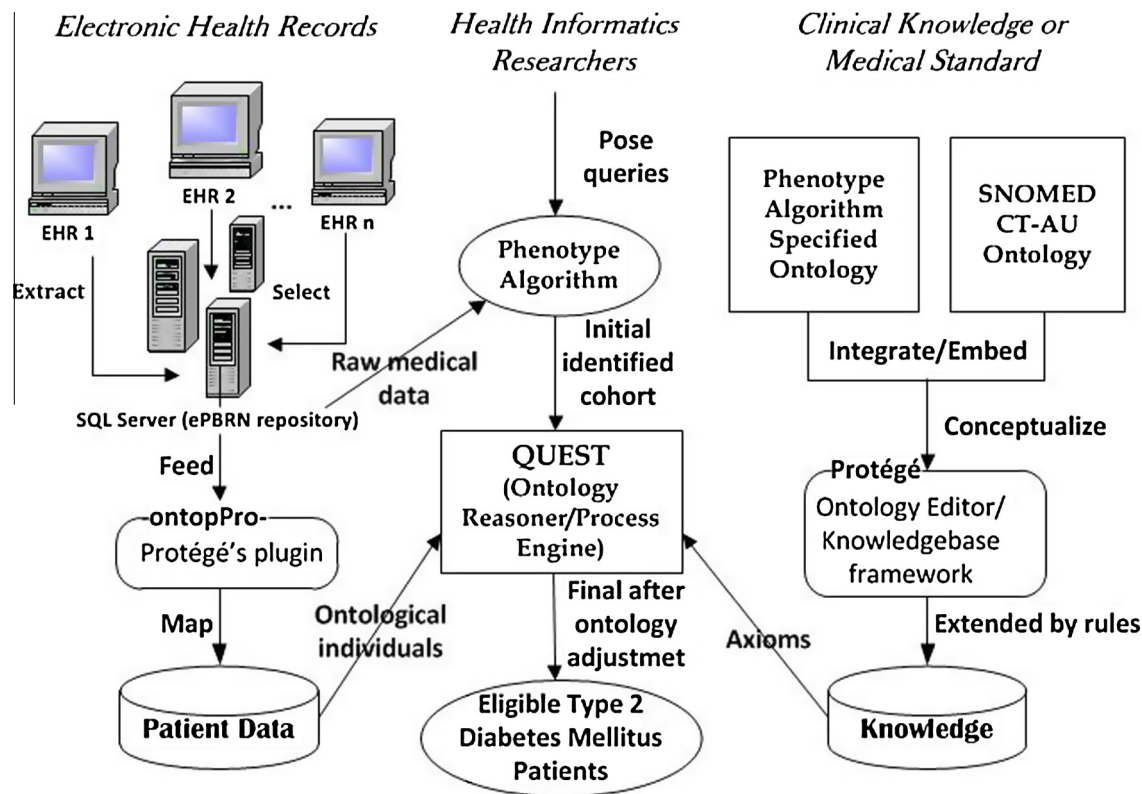 Electronic Health Records
EHR 1
EHR 2
...
EHR n
Extract
Select
SQL Server (ePBRN repository)
Raw medical
data
Feed
-ontopPro-
Protégé's plugin
Map
Patient Data
Ontological
individuals
Health Informatics
Researchers
Pose
queries
Phenotype
Algorithm
Initial
identified
cohort
QUEST
(Ontology
Reasoner/Process
Engine)
Final after
ontology
adjustmet
Eligible Type 2
Diabetes Mellitus
Patients
Clinical Knowledge or
Medical Standard
Phenotype
Algorithm
Specified
Ontology
SNOMED
CT-AU
Ontology
Integrate/Embed
Conceptualize
Protégé
Ontology Editor/
Knowledgebase
framework
Extended by rules
Axioms
Knowledge